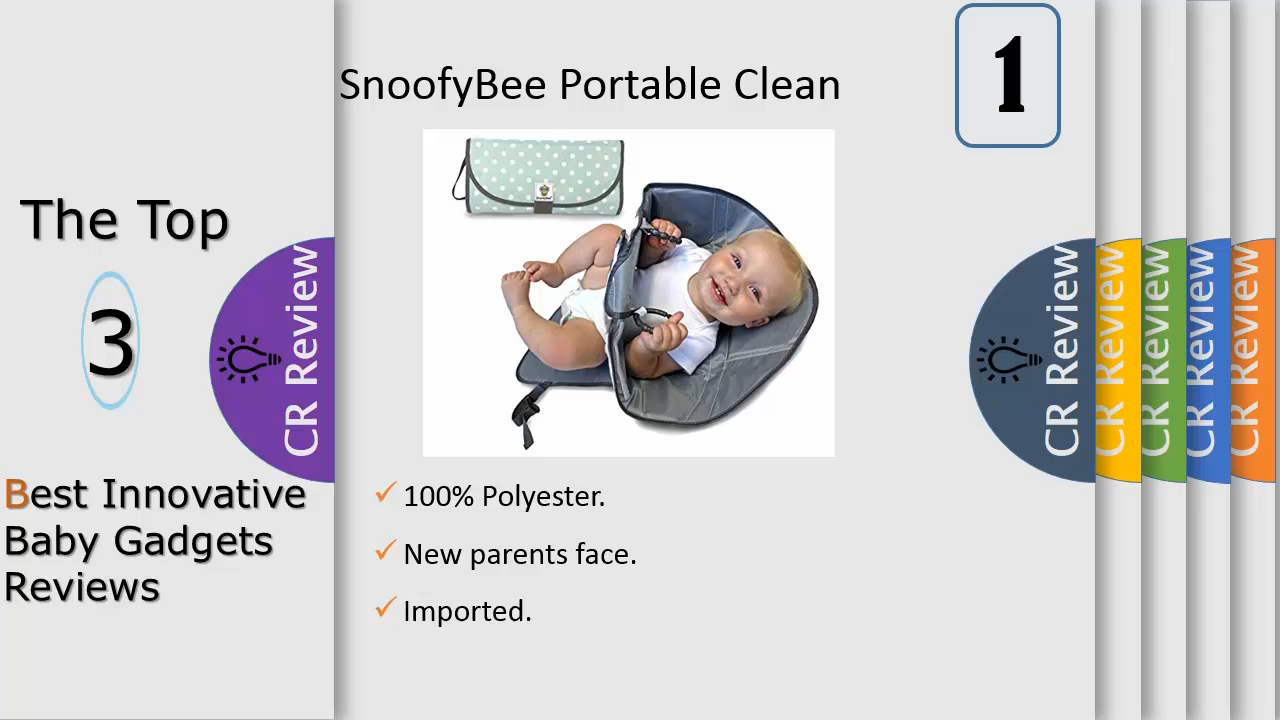 The Top
3
Best Innovative
Baby Gadgets
Reviews
CR Review
SnoofyBee Portable Clean
1
100% Polyester.
New parents face.
Imported.
CR Review
CR Review
CR Review
CR Review
CR Review